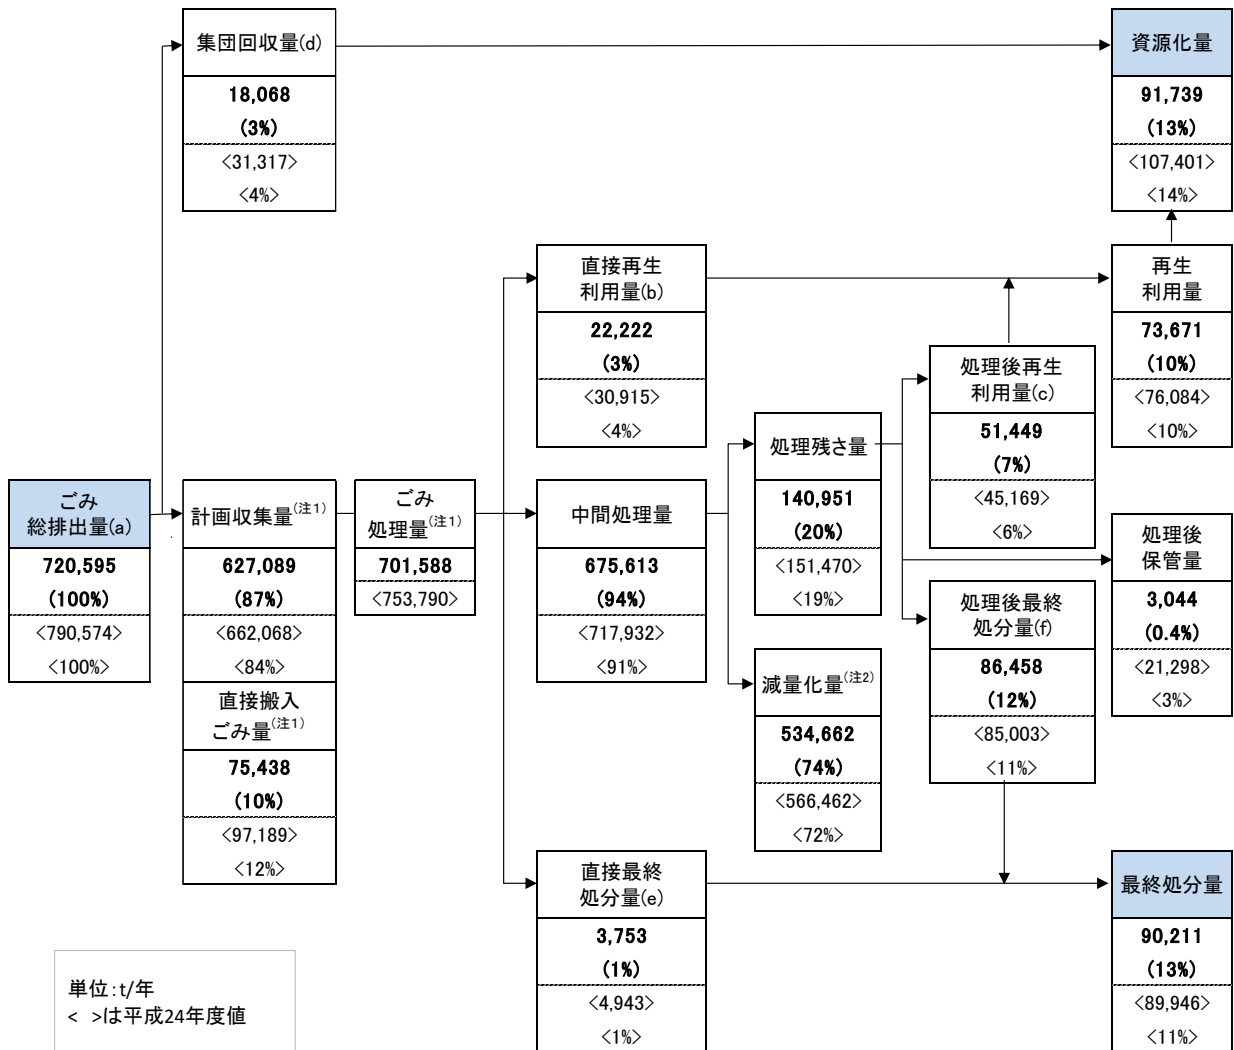 集団回収量(d)
18,068
(3%)
<31,317>
<4%>
資源化量
91,739
(13%)
<107,401>
<14%>
直接再生
利用量(b)
22,222
(3%)
<30,915>
<4%>
再生
利用量
73,671
(10%)
<76,084>
<10%>
処理後再生
利用量(c)
51,449
(7%)
<45,169>
<6%>
処理残さ量
140,951
(20%)
<151,470>
<19%>
ごみ
総排出量(a)
720,595
(100%)
<790,574>
<100%>
計画収集量(注1)
627,089
(87%)
<662,068>
<84%>
直接搬入
ごみ量(注1)
75,438
(10%)
<97,189>
<12%>
ごみ
処理量(注1)
701,588
<753,790>
中間処理量
675,613
(94%)
<717,932>
<91%>
処理後
保管量
3,044
(0.4%)
<21,298>
<3%>
処理後最終
処分量(f)
86,458
(12%)
<85,003>
<11%>
減量化量(注2)
534,662
(74%)
<566,462>
<72%>
直接最終
処分量(e)
3,753
(1%)
<4,943>
<1%>
最終処分量
90,211
(13%)
<89,946>
<11%>
単位:t/年
< >は平成24年度値